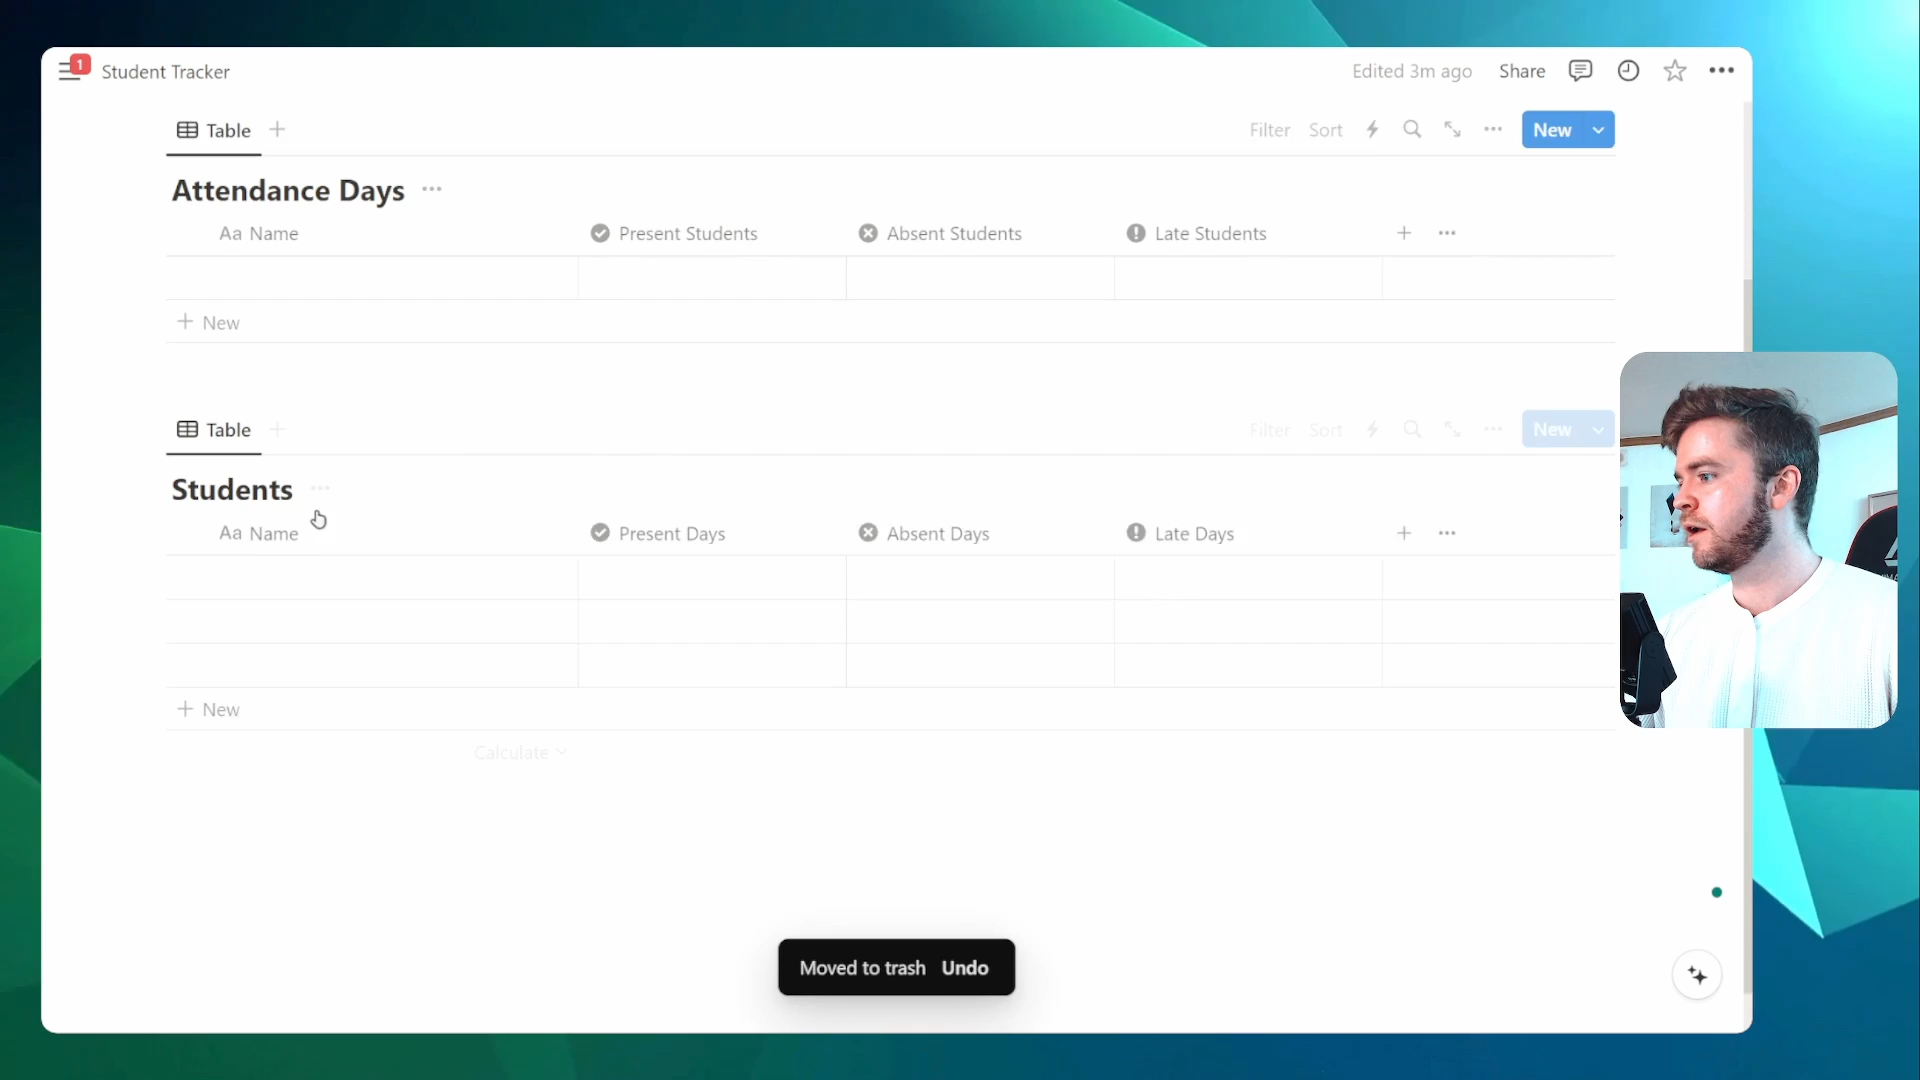 1
Student Tracker
Edited 3m ago
Share
Table
Filter
Sort
New
Attendance Days
Aa Name
Present Students
Absent Students
Late Students
+ New
Table
Filter
Sort
New
Students
Aa Name
Present Days
Absent Days
Late Days
+ New
Calculate
Moved to trash Undo